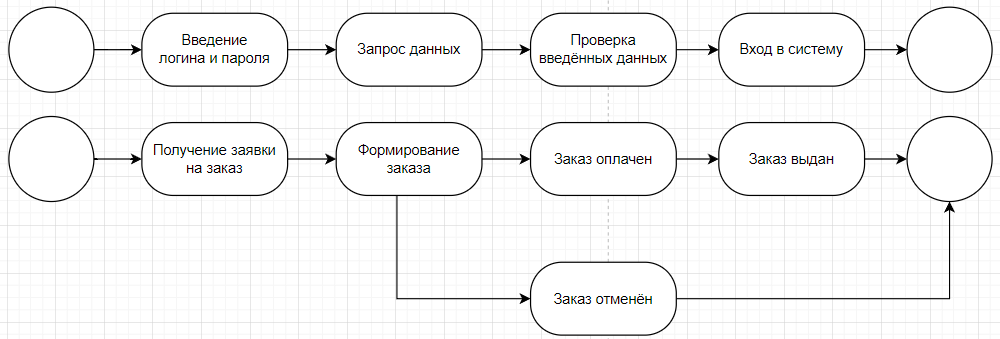 Введение
логина и пароля
Запрос данных
Проверка
введённых данных
Вход в систему
Получение заявки
на заказ
Формирование
заказа
Заказ оплачен
Заказ выдан
Заказ отменён